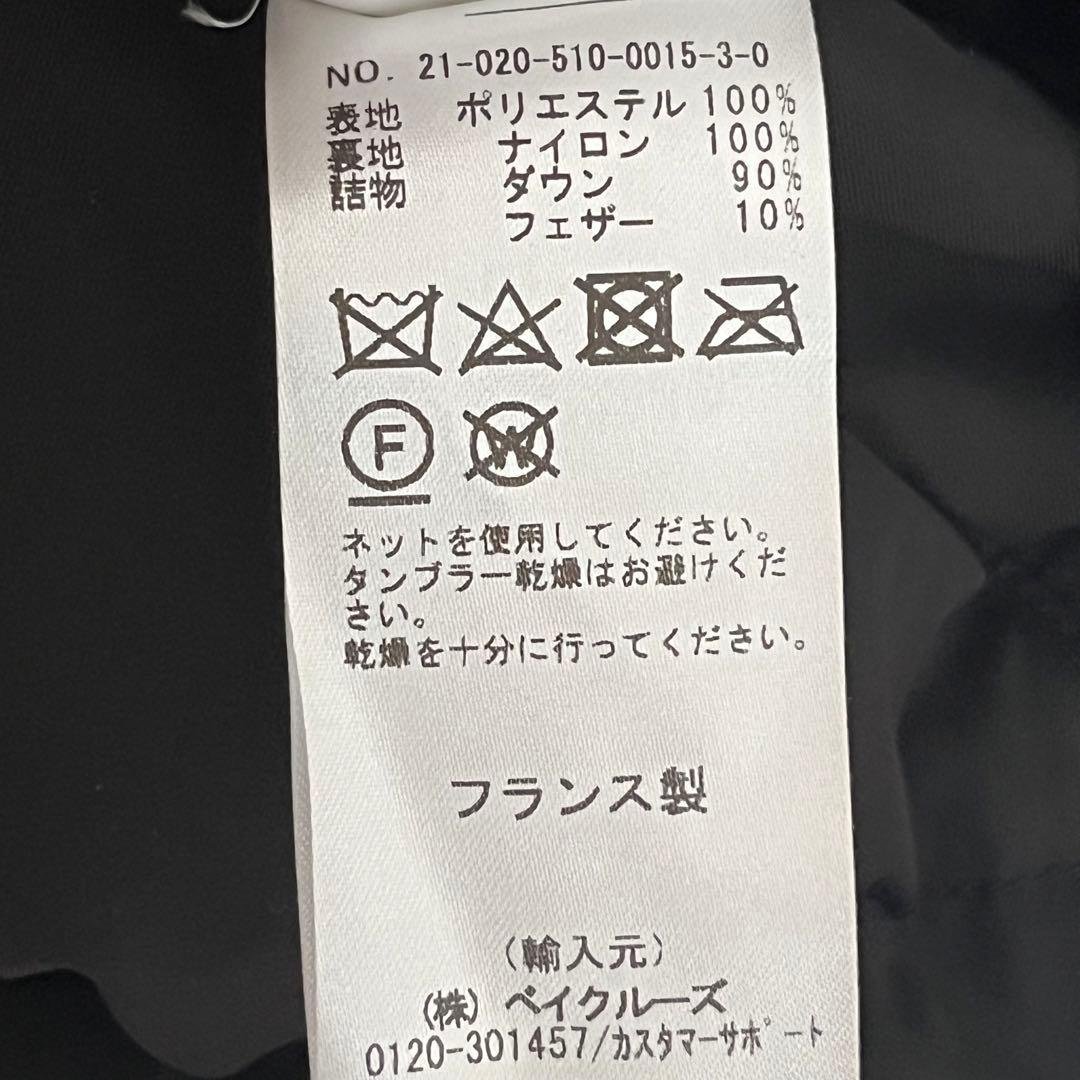 NO. 21-020-510-0015-3-0
表地 ポリエステル 100%
裏地 ナイロン 100%
詰物 ダウン 90%
フェザー 10%
F W
ネットを使用してください。
タンブラー乾燥はお避けくだ
さい。
乾燥を十分に行ってください。
フランス製
(輸入元)
(株) ベイクルーズ
0120-301457/カスタマーサポート